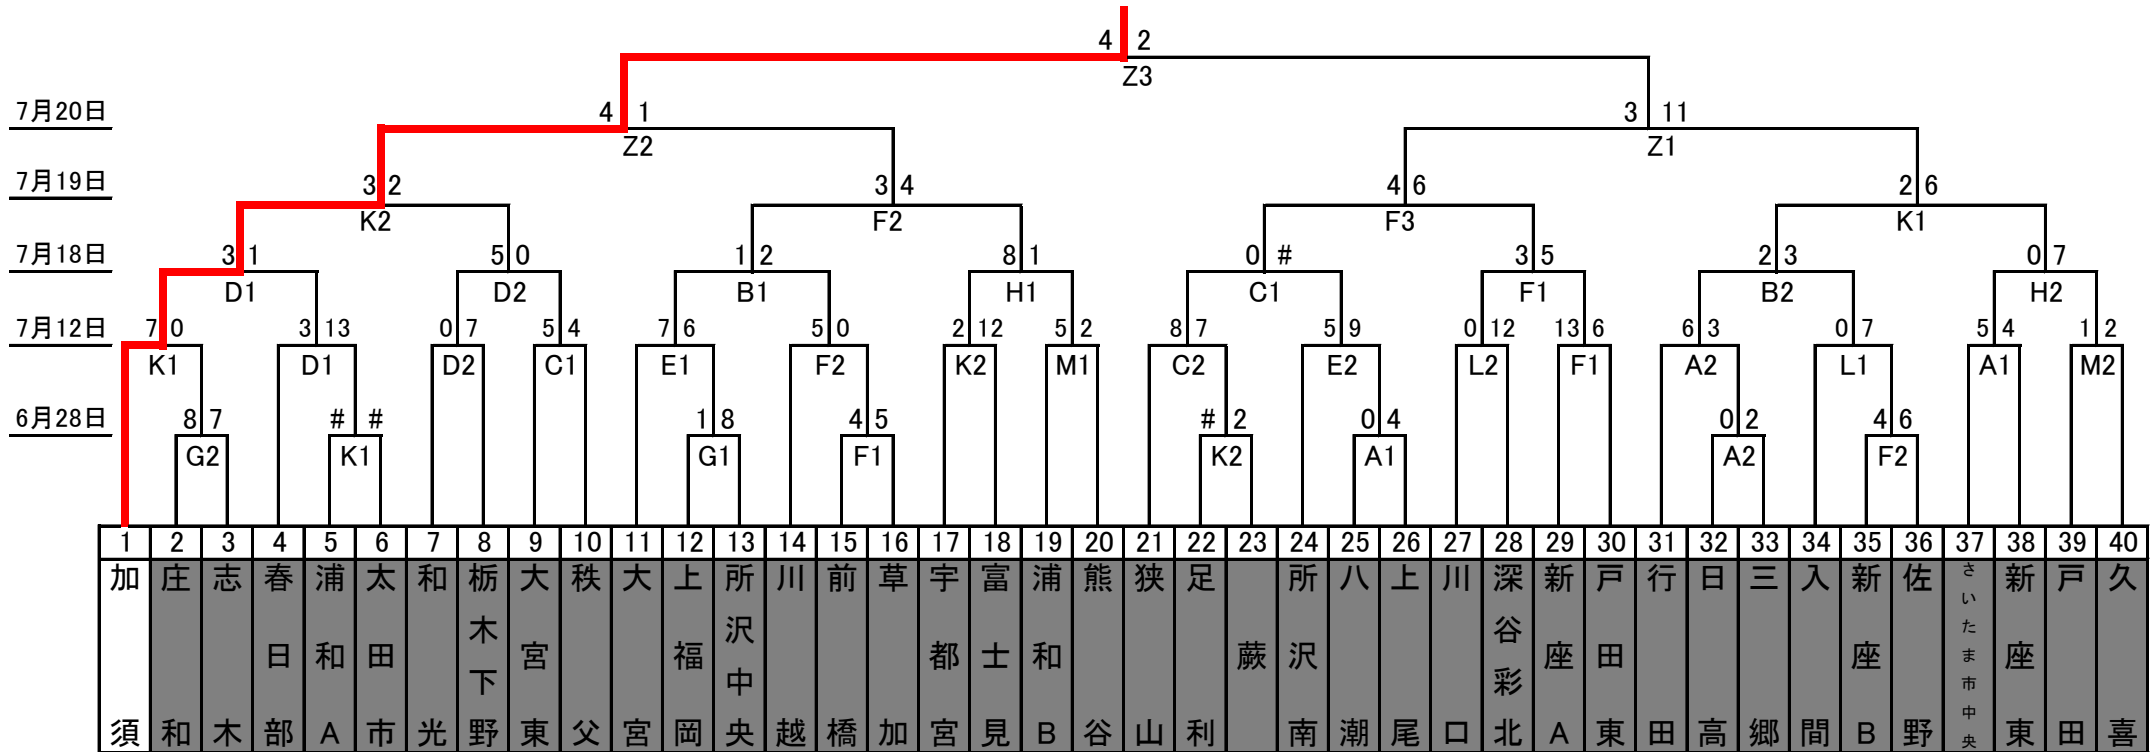 4 2
Z3
7月20日 4 1 3 11
Z2 Z1
7月19日 3 2 3 4 4 6 2 6
K2 F2 F3 K1
7月18日 3 1 5 0 1 2 8 1 0 # 3 5 2 3 0 7
D1 D2 B1 H1 C1 F1 B2 H2
7月12日 7 0 3 13 0 7 5 4 7 6 5 0 2 12 5 2 8 7 5 9 0 12 13 6 6 3 0 7 5 4 1 2
K1 D1 D2 C1 E1 F2 K2 M1 C2 E2 L2 F1 A2 L1 A1 M2
6月28日 8 7 # # 1 8 4 5 # 2 0 4 0 2 4 6
G2 K1 G1 F1 K2 A1 A2 F2
1 2 3 4 5 6 7 8 9 10 11 12 13 14 15 16 17 18 19 20 21 22 23 24 25 26 27 28 29 30 31 32 33 34 35 36 37 38 39 40
加須
庄和
志木
春日部
浦和A
太田市
和光
栃木下野
大宮東
秩父
大宮
上福岡
所沢中央
川越
前橋
草加
宇都宮
富士見
浦和B
熊谷
狭山
足利
蕨
所沢南
八潮
上尾
川口
深谷彩北
新座A
戸田東
行田
日高
三郷
入間
新座B
佐野
さいたま市中央
新座東
戸田
久喜